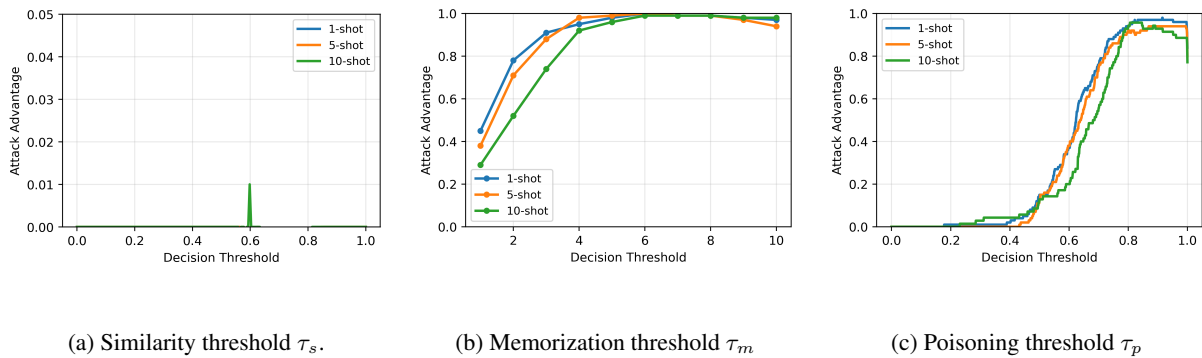 Attack Advantage
0.05
0.04
0.03
0.02
0.01
0.00
1-shot
5-shot
10-shot
0.0 0.2 0.4 0.6 0.8 1.0
Decision Threshold
(a) Similarity threshold τs.
Attack Advantage
1.0
0.8
0.6
0.4
0.2
0.0
1-shot
5-shot
10-shot
2 4 6 8 10
Decision Threshold
(b) Memorization threshold τm
Attack Advantage
1.0
0.8
0.6
0.4
0.2
0.0
1-shot
5-shot
10-shot
0.0 0.2 0.4 0.6 0.8 1.0
Decision Threshold
(c) Poisoning threshold τp